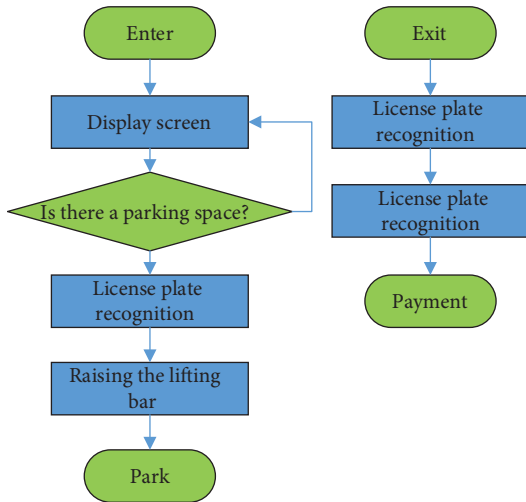 Enter
Display screen
Is there a parking space?
License plate
recognition
Raising the lifting
bar
Park
Exit
License plate
recognition
License plate
recognition
Payment